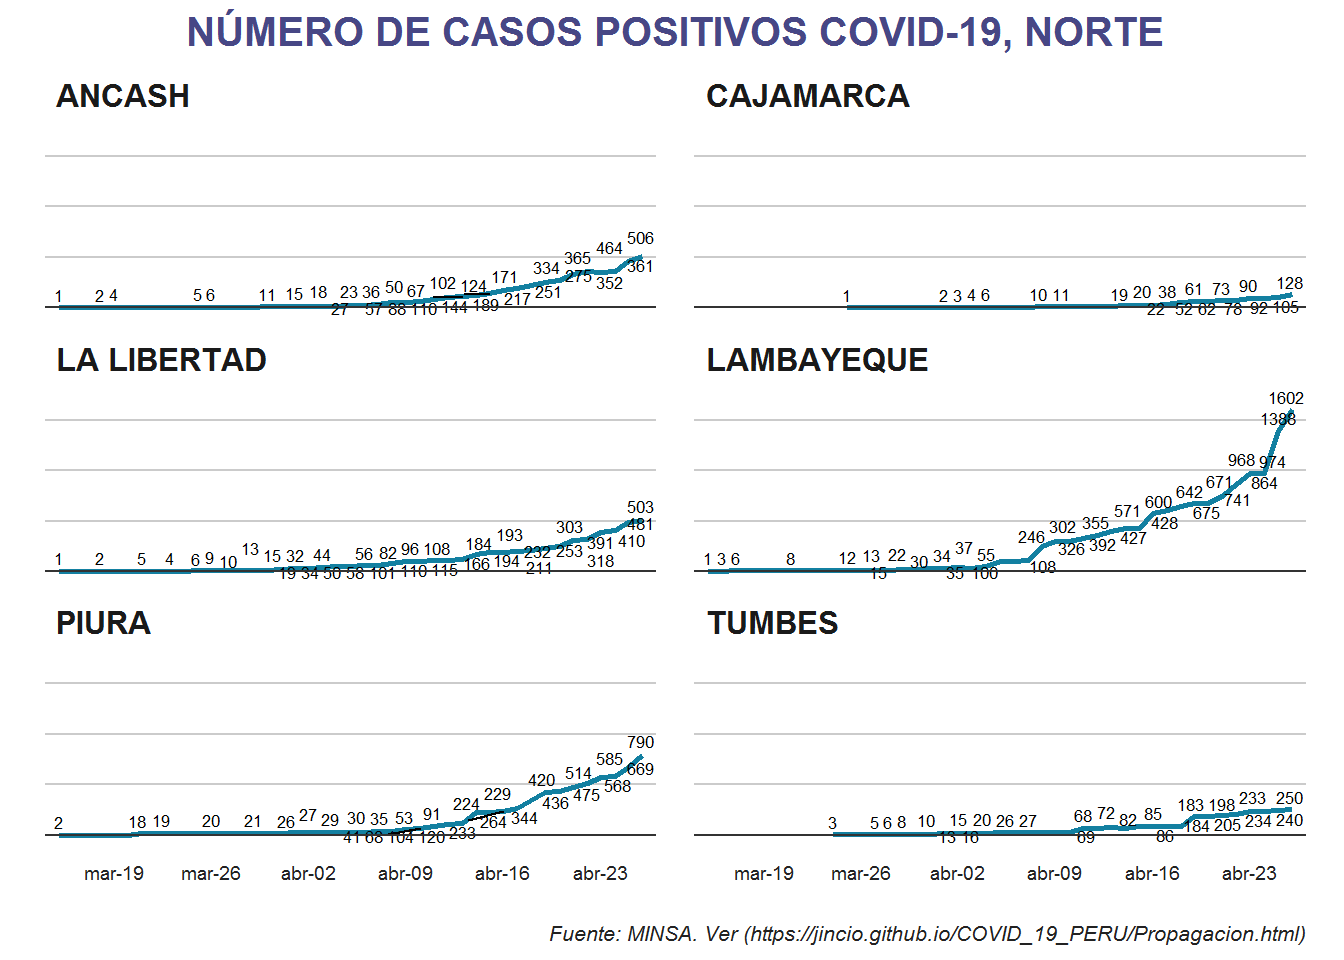 NÚMERO DE CASOS POSITIVOS COVID-19, NORTE
ANCASH
506
464
365 361
334 275 352
102 124 171 251
1 2 4 5 6 11 15 18 23 36 50 67 217
27 57 88 110 144 189
CAJAMARCA
128
1 2 3 4 6 10 11 19 20 38 61 73 90
22 52 62 78 92 105
LA LIBERTAD
503
303 481
184 193 391 410
1 2 5 4 6 9 10 13 15 32 44 56 82 96 108 232 253 318
19 34 50 58 101 104 110 115 166 194 211
LAMBAYEQUE
1602
1388
968 974
671 864
600 642 741
571 675
246 302 355 428
1 3 6 8 12 13 22 30 34 37 55 326 392 427
15 35 100 108
PIURA
790
585 669
514 568
420 475
224 229 436
2 18 19 20 21 26 27 29 30 35 53 91 264 344
41 68 104 120 233
TUMBES
183 198 233 250
3 5 6 8 10 15 20 26 27 68 72 82 85 184 205 234 240
13 16 69 86
mar-19 mar-26 abr-02 abr-09 abr-16 abr-23 mar-19 mar-26 abr-02 abr-09 abr-16 abr-23
Fuente: MINSA. Ver (https://jincio.github.io/COVID_19_PERU/Propagacion.html)